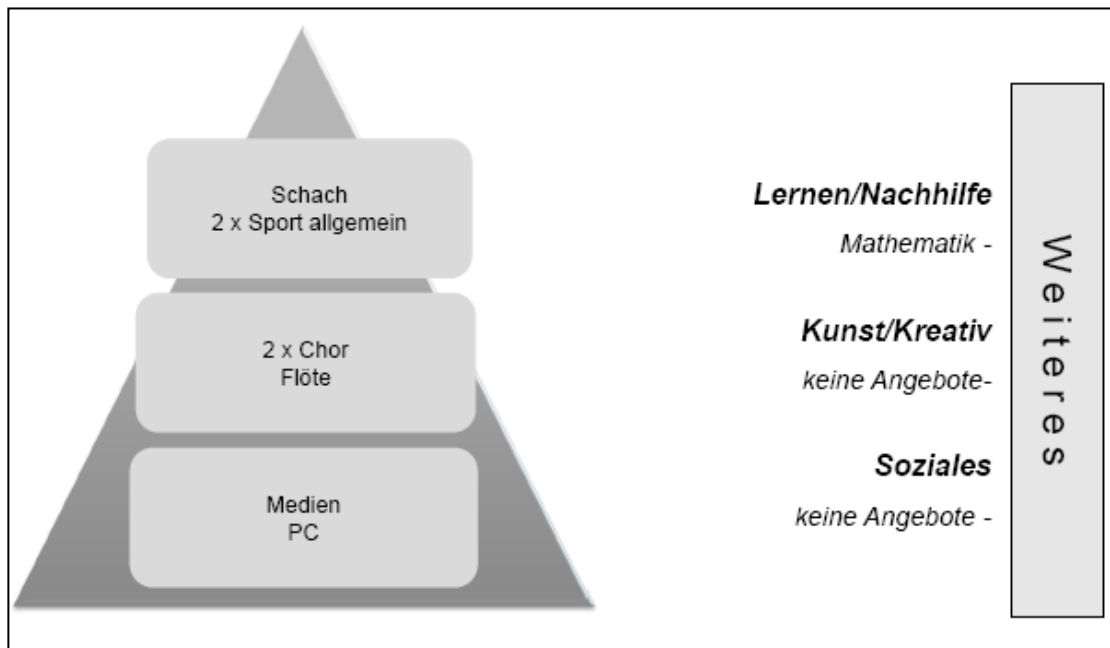 Schach
2 x Sport allgemein
2 x Chor
Flöte
Medien
PC
Lernen/Nachhilfe
Mathematik -
Kunst/Kreativ
keine Angebote-
Soziales
keine Angebote -
Weiteres